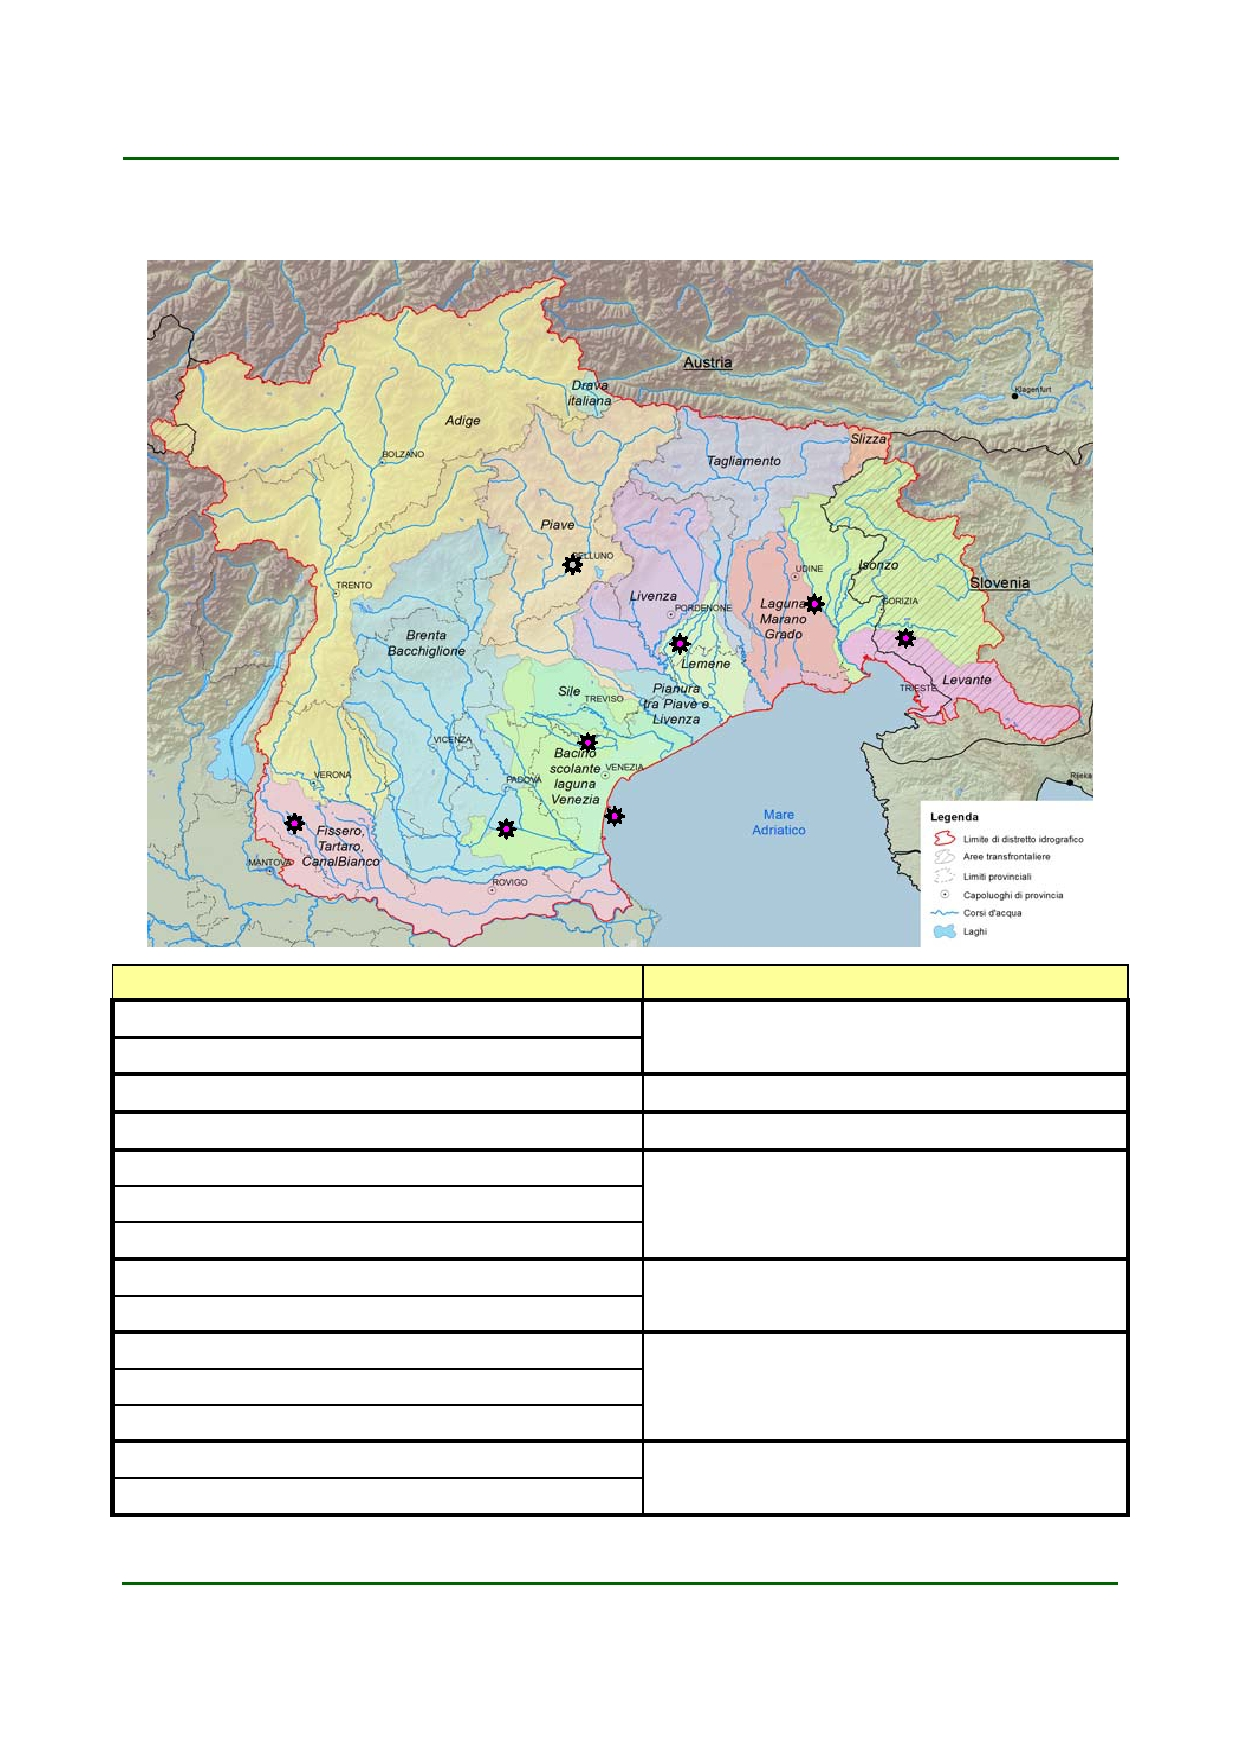 Austria
Klagenfurt
Drava
italiana
Adige
Slizza
BOLZANO
Tagliamento
Piave
BELLUNO
UDINE
Isonzo
Slovenia
TRENTO
Livenza
PORDENONE
GORIZIA
Laguna
Marano
Grado
Brenta
Bacchiglione
Lemene
Levante
TRIESTE
Sile
TREVISO
Pianura
tra Piave e
Livenza
VICENZA
Bacino
scolante
laguna
Venezia
VENEZIA
PADOVA
VERONA
Rijeka
Mare
Adriatico
Fissero,
Tartaro,
CanalBianco
MANTOVA
ROVIGO
Legenda
Limite di distretto idrografico
Aree transfrontaliere
Limiti provinciali
Capoluoghi di provincia
Corsi d'acqua
Laghi